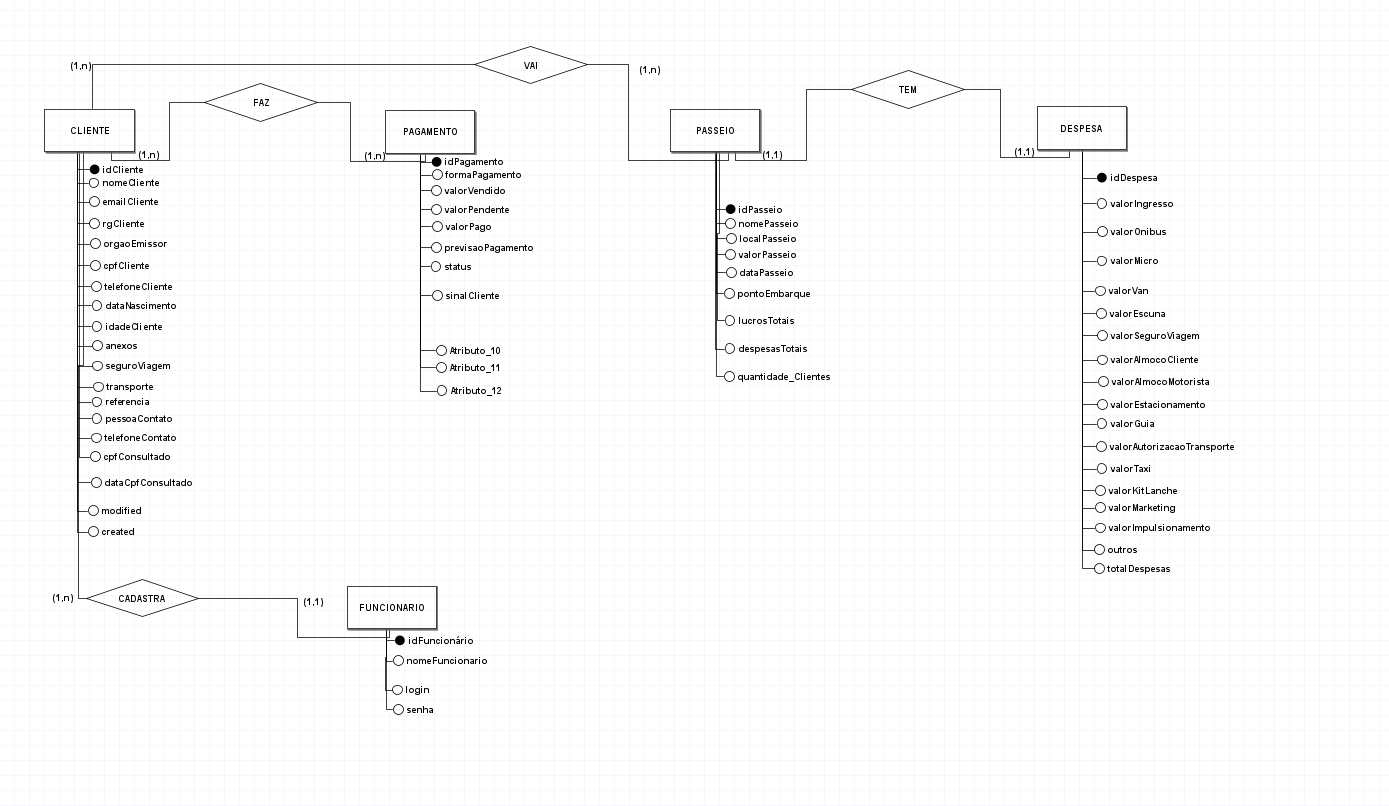 VAI
(1,n)
(1,n)
FAZ
TEM
CLIENTE
PAGAMENTO
PASSEIO
DESPESA
(1,n)
(1,n)
(1,1)
(1,1)
idCliente
nomeCliente
emailCliente
rgCliente
orgaoEmissor
cpfCliente
telefoneCliente
dataNascimento
idadeCliente
anexos
seguroViagem
transporte
referencia
pessoaContato
telefoneContato
cpfConsultado
dataCpfConsultado
modified
created
idPagamento
formaPagamento
valorVendido
valorPendente
valorPago
previsaoPagamento
status
sinalCliente
Atributo_10
Atributo_11
Atributo_12
idPasseio
nomePasseio
localPasseio
valorPasseio
dataPasseio
pontoEmbarque
lucrosTotais
despesasTotais
quantidade_Clientes
idDespesa
valorIngresso
valorOnibus
valorMicro
valorVan
valorEscuna
valorSeguroViagem
valorAlmocoCliente
valorAlmocoMotorista
valorEstacionamento
valorGuia
valorAutorizacaoTransporte
valorTaxi
valorKitLanche
valorMarketing
valorImpulsionamento
outros
totalDespesas
(1,n)
CADASTRA
(1,1)
FUNCIONARIO
idFuncionário
nomeFuncionario
login
senha